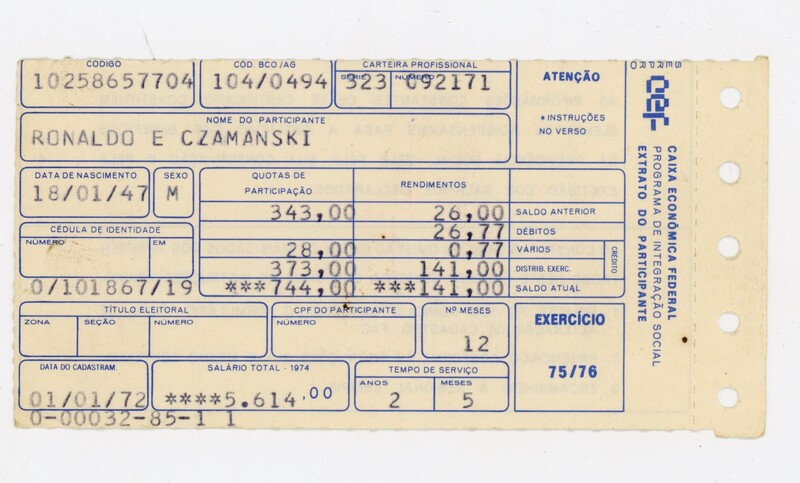 CÓDIGO CÓD. BCO./AG CARTEIRA PROFISSIONAL
SÉRIE NÚMERO
10258657704 104/0494 323 092171
NOME DO PARTICIPANTE
RONALDO E CZAMANSKI
ATENÇÃO
*INSTRUÇÕES
NO VERSO
DATA DE NASCIMENTO SEXO
18/01/47 M
QUOTAS DE
PARTICIPAÇÃO RENDIMENTOS
343,00 26,00 SALDO ANTERIOR
26,77 DÉBITOS
28,00 0,77 VÁRIOS
373,00 141,00 DISTRIB. EXERC.
CRÉDITO
***744,00 ***141,00 SALDO ATUAL
CÉDULA DE IDENTIDADE
NÚMERO EM
0/101867/19
TÍTULO ELEITORAL
ZONA SEÇÃO NÚMERO
CPF DO PARTICIPANTE
NÚMERO
Nº MESES
12
EXERCÍCIO
75/76
DATA DO CADASTRAM.
01/01/72
SALÁRIO TOTAL - 1974
****5.614,00
TEMPO DE SERVIÇO
ANOS MESES
2 5
0-00032-85-1 1
SERPRO
CEF
CAIXA ECONÔMICA FEDERAL
PROGRAMA DE INTEGRAÇÃO SOCIAL
EXTRATO DO PARTICIPANTE